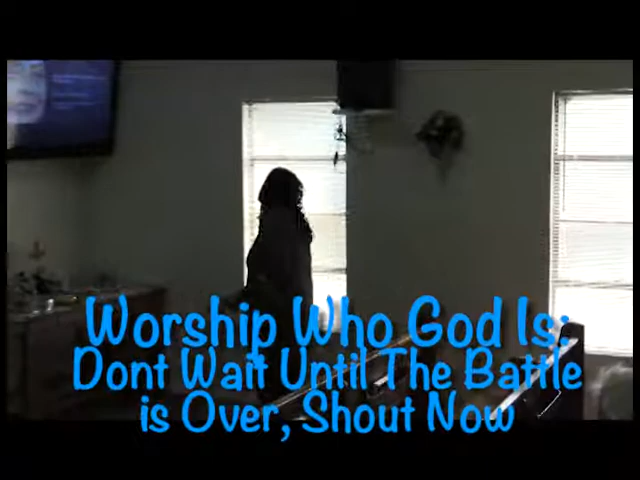 Worship Who God Is:
Dont Wait Until The Battle
is Over, Shout Now